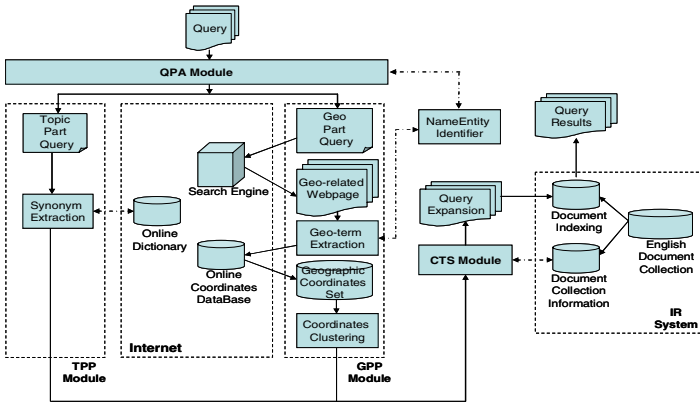 Query
QPA Module
Topic
Part
Query
Synonym
Extraction
TPP
Module
Search Engine
Online
Dictionary
Online
Coordinates
DataBase
Internet
Geo
Part
Query
Geo-related
Webpage
Geo-term
Extraction
Geographic
Coordinates
Set
Coordinates
Clustering
GPP
Module
NameEntity
Identifier
Query
Expansion
CTS Module
Query
Results
Document
Indexing
Document
Collection
Information
English
Document
Collection
IR
System